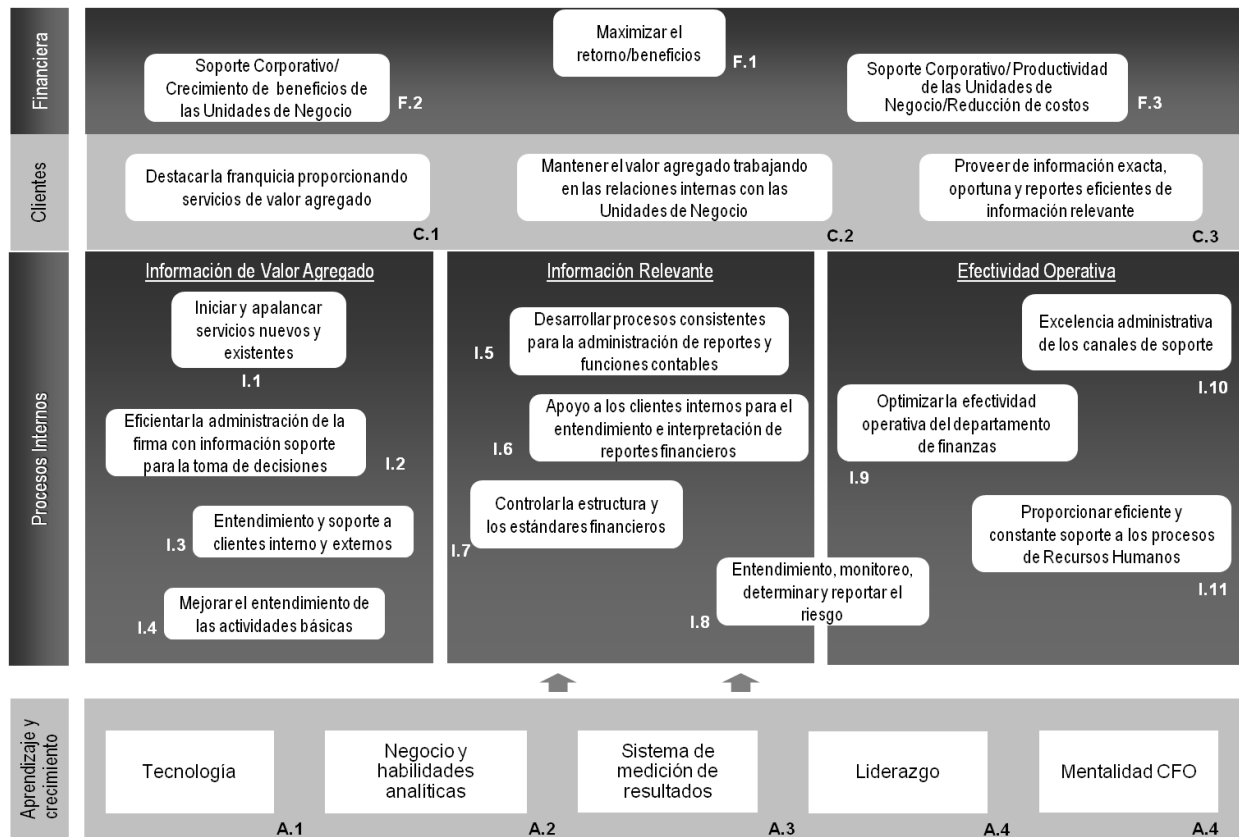 Financiera
Maximizar el
retorno/beneficios
F.1
Soporte Corporativo/
Crecimiento de beneficios de
las Unidades de Negocio
F.2
Soporte Corporativo/Productividad
de las Unidades de
Negocio/Reducción de costos
F.3
Clientes
Destacar la franquicia proporcionando
servicios de valor agregado
C.1
Mantener el valor agregado trabajando
en las relaciones internas con las
Unidades de Negocio
C.2
Proveer de información exacta,
oportuna y reportes eficientes de
información relevante
C.3
Procesos Internos
Información de Valor Agregado
Iniciar y apalancar
servicios nuevos y
existentes
I.1
Eficientar la administración de la
firma con información soporte
para la toma de decisiones
I.2
Entendimiento y soporte a
clientes interno y externos
I.3
Mejorar el entendimiento de
las actividades básicas
I.4
Información Relevante
Desarrollar procesos consistentes
para la administración de reportes y
funciones contables
I.5
Apoyo a los clientes internos para el
entendimiento e interpretación de
reportes financieros
I.6
Controlar la estructura y
los estándares financieros
I.7
Entendimiento, monitoreo,
determinar y reportar el
riesgo
I.8
Efectividad Operativa
Excelencia administrativa
de los canales de soporte
I.10
Optimizar la efectividad
operativa del departamento
de finanzas
I.9
Proporcionar eficiente y
constante soporte a los procesos
de Recursos Humanos
I.11
Aprendizaje y
crecimiento
Tecnología
A.1
Negocio y
habilidades
analíticas
A.2
Sistema de
medición de
resultados
A.3
Liderazgo
A.4
Mentalidad CFO
A.4